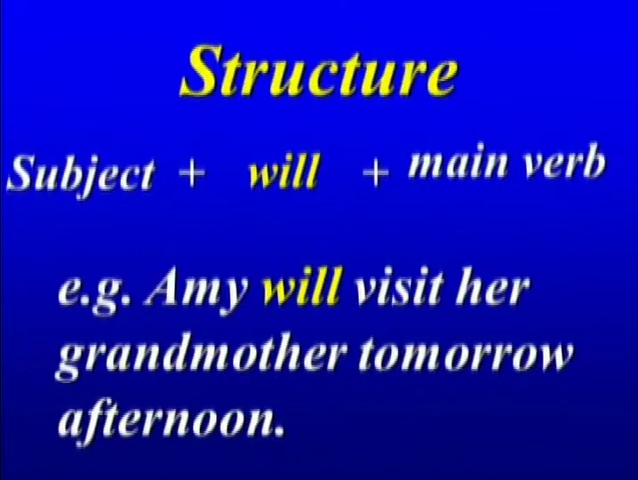 Structure
Subject + will + main verb
e.g. Amy will visit her
grandmother tomorrow
afternoon.